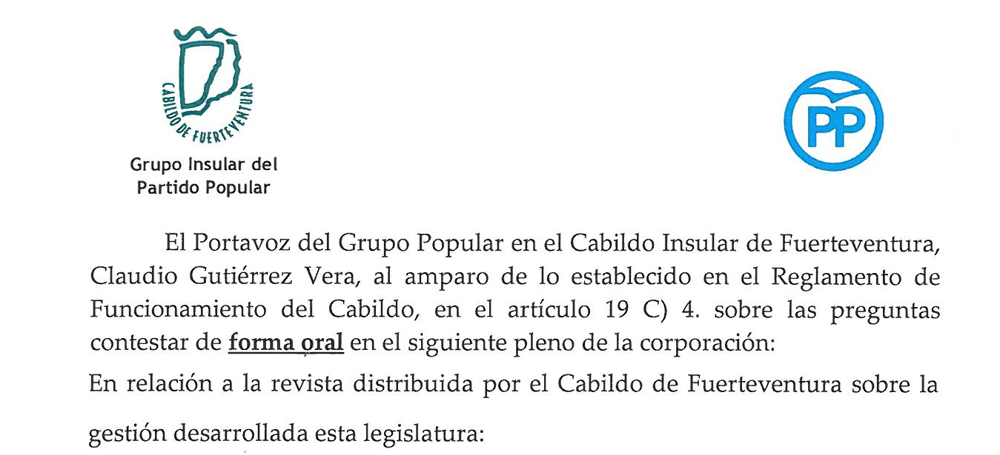 CABILDO DE FUERTEVENTURA
Grupo Insular del
Partido Popular
PP
El Portavoz del Grupo Popular en el Cabildo Insular de Fuerteventura,
Claudio Gutiérrez Vera, al amparo de lo establecido en el Reglamento de
Funcionamiento del Cabildo, en el artículo 19 C) 4. sobre las preguntas
contestar de forma oral en el siguiente pleno de la corporación:
En relación a la revista distribuida por el Cabildo de Fuerteventura sobre la
gestión desarrollada esta legislatura: